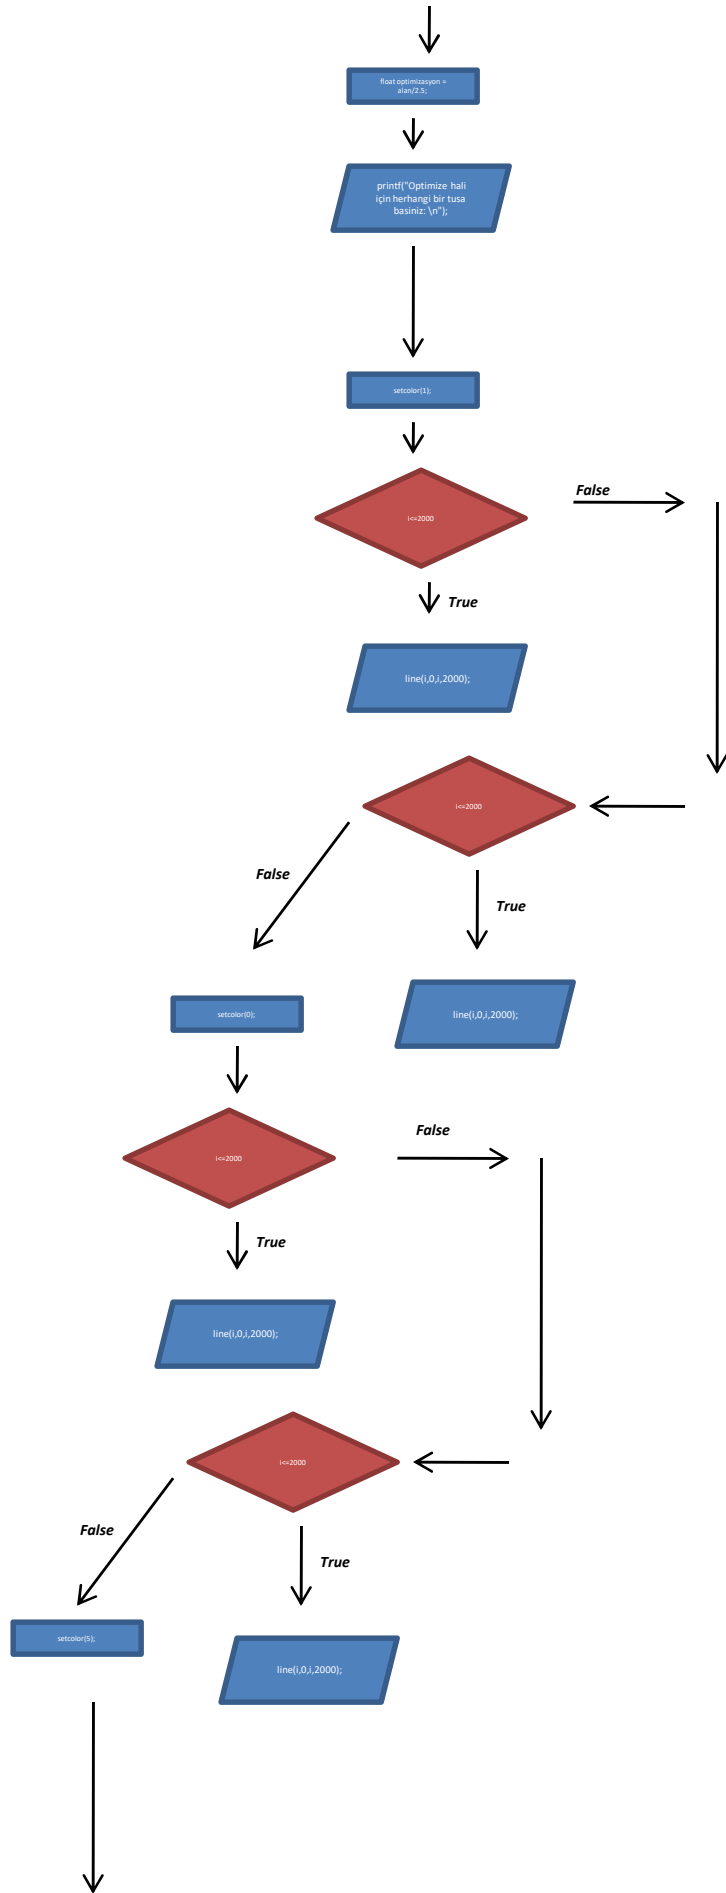 float optimizasyon =
alan/2.5;
printf("Optimize hali
için herhangi bir tusa
basiniz: \n");
setcolor(1);
i<=2000
False
True
line(i,0,i,2000);
i<=2000
False
True
setcolor(0);
line(i,0,i,2000);
i<=2000
False
True
line(i,0,i,2000);
i<=2000
False
True
setcolor(5);
line(i,0,i,2000);